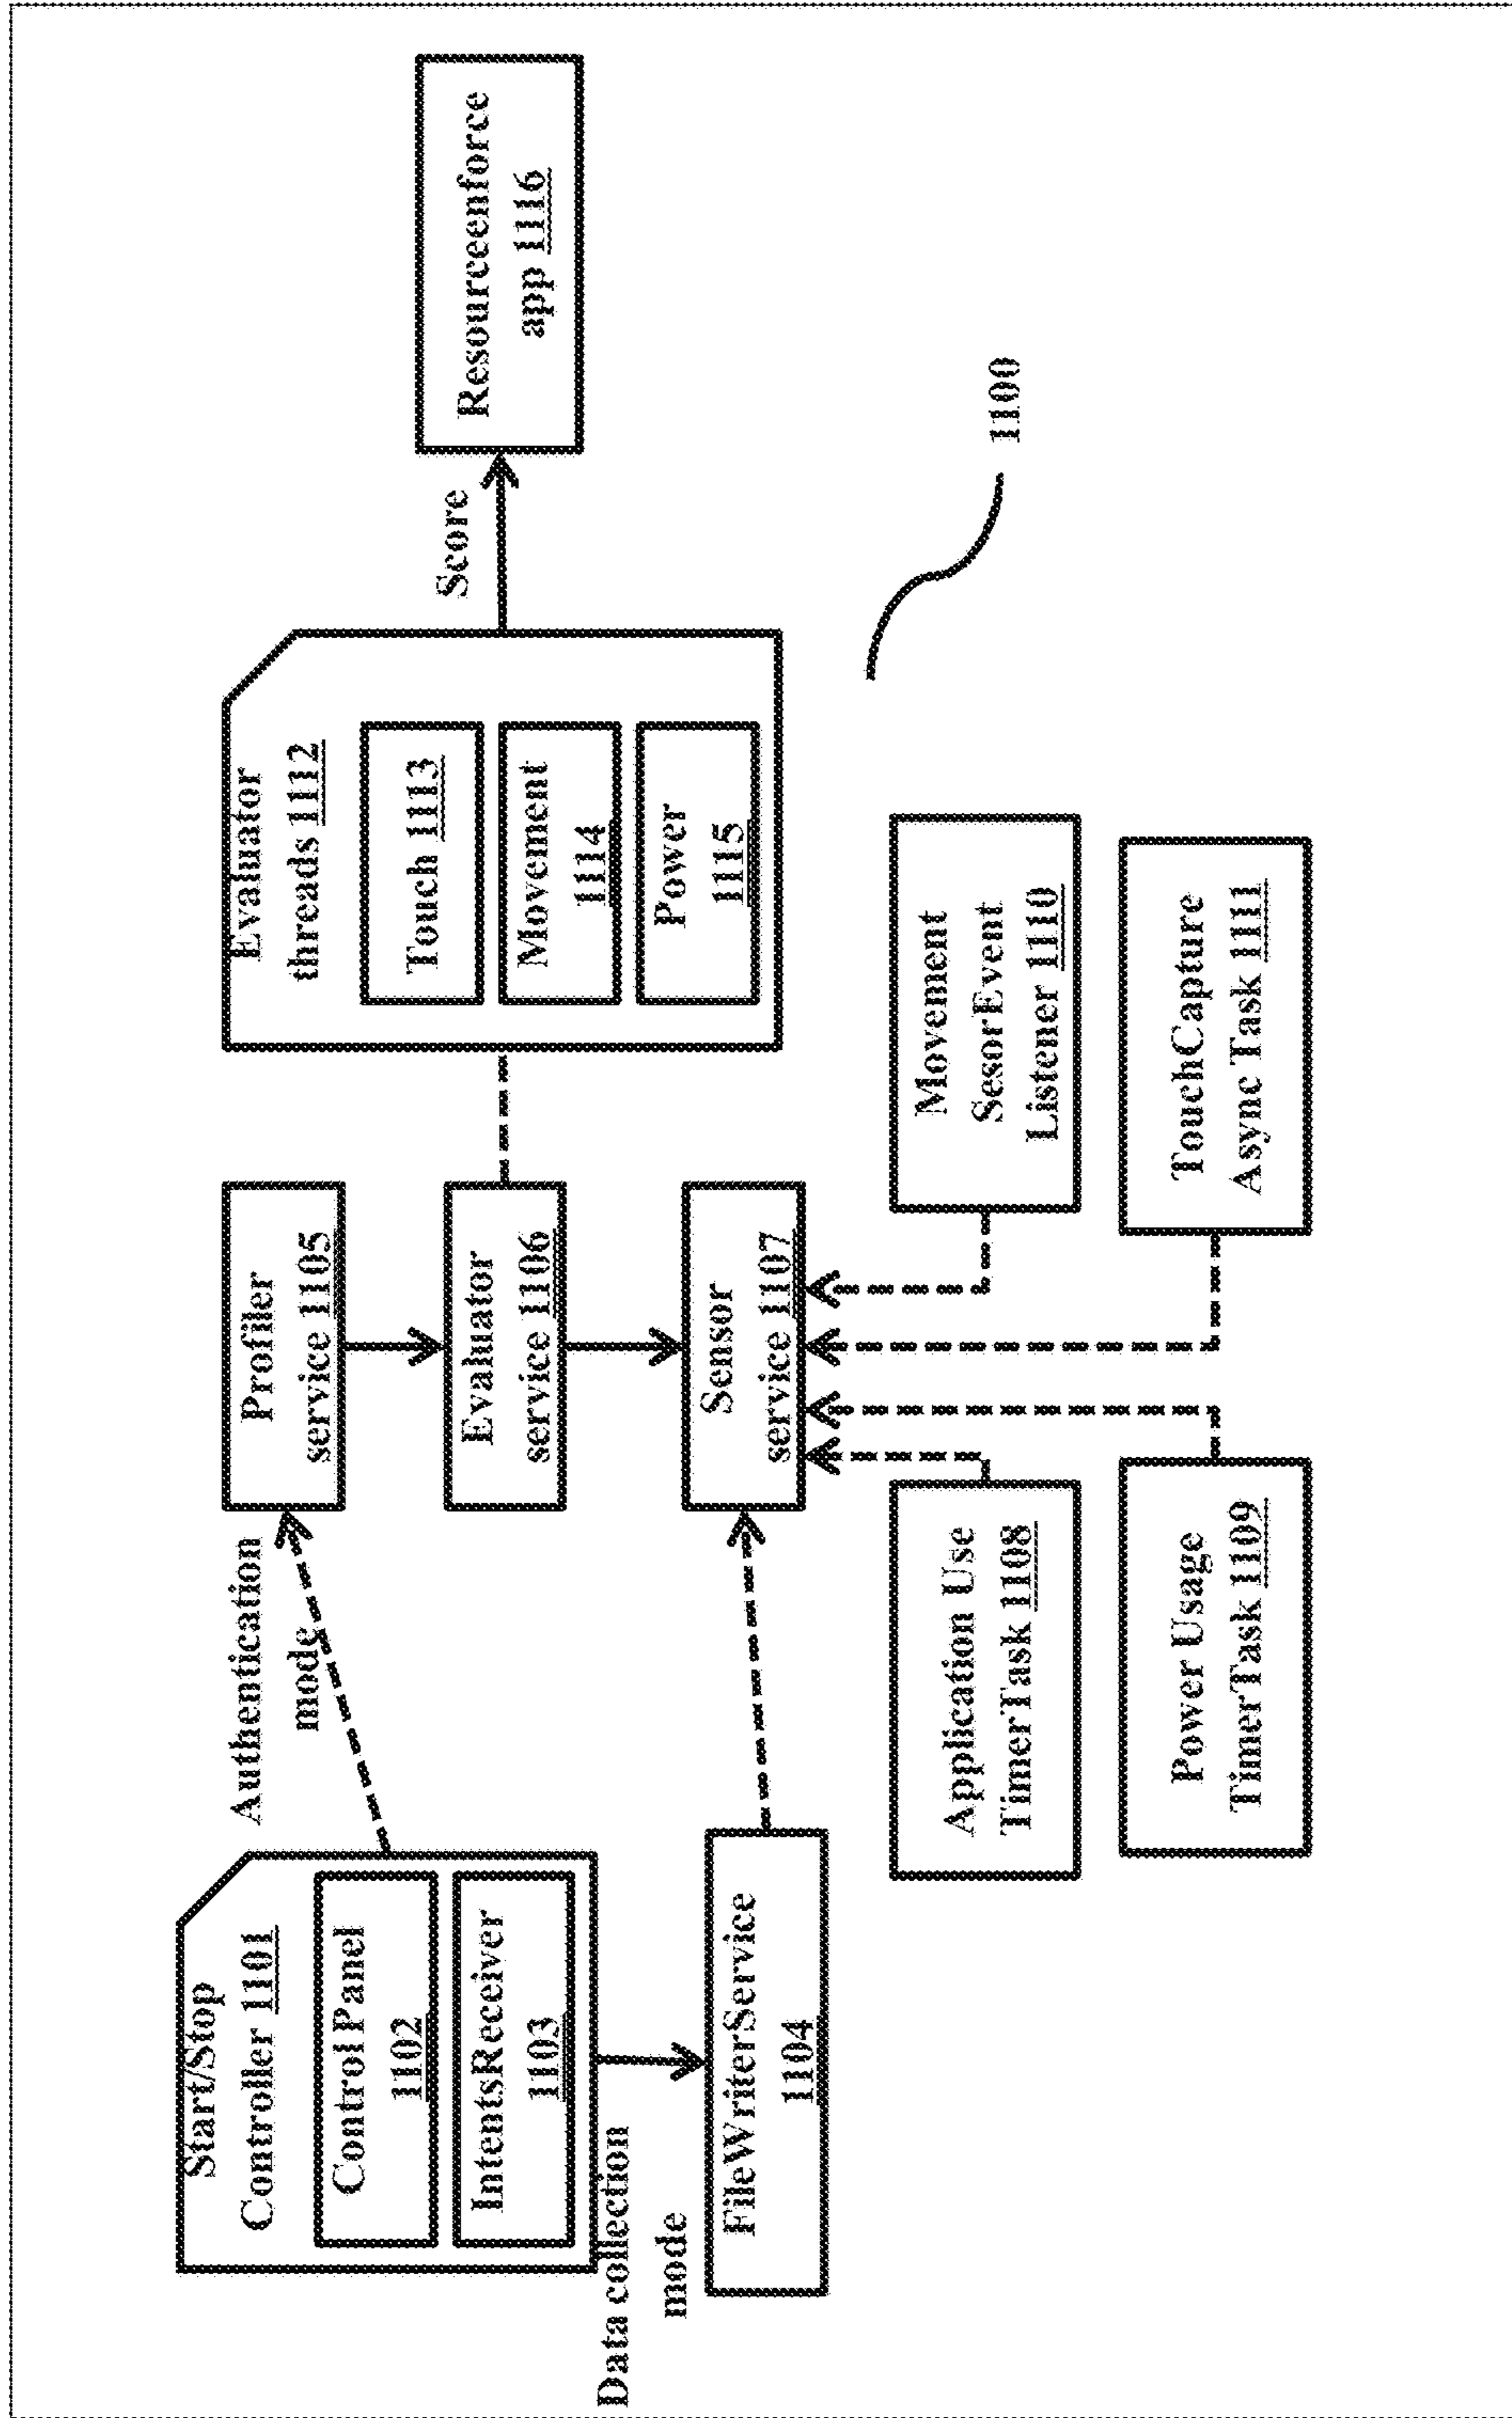 Start/Stop
Controller 1101
Control Panel
1102
IntentsReceiver
1103
Data collection
mode
FileWriterService
1104
Authentication
mode
Profiler
service 1105
Evaluator
service 1106
Sensor
service 1107
Application Use
TimerTask 1108
Power Usage
TimerTask 1109
Movement
SesorEvent
Listener 1110
TouchCapture
AsyncTask 1111
Evaluator
threads 1112
Touch 1113
Movement
1114
Power
1115
Score
Resourceenforce
app 1116
1100